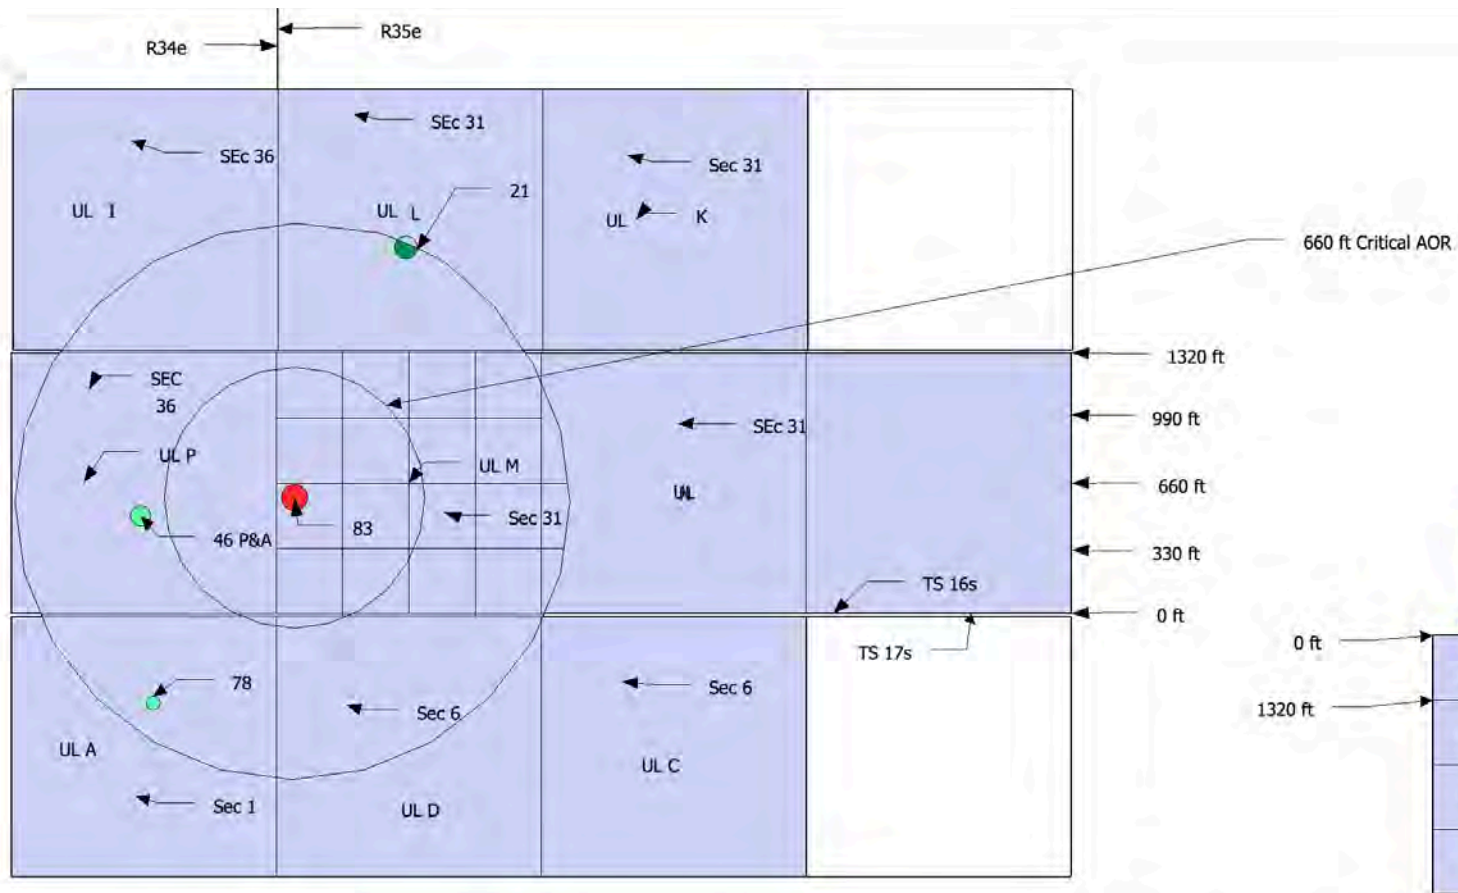 R34e
R35e
SEc 36
SEc 31
Sec 31
UL I
UL L
21
UL
K
660 ft Critical AOR
1320 ft
990 ft
660 ft
330 ft
0 ft
SEC
36
UL P
UL M
SEc 31
46 P&A
83
Sec 31
TS 16s
TS 17s
78
Sec 6
Sec 6
UL A
UL C
Sec 1
UL D
0 ft
1320 ft